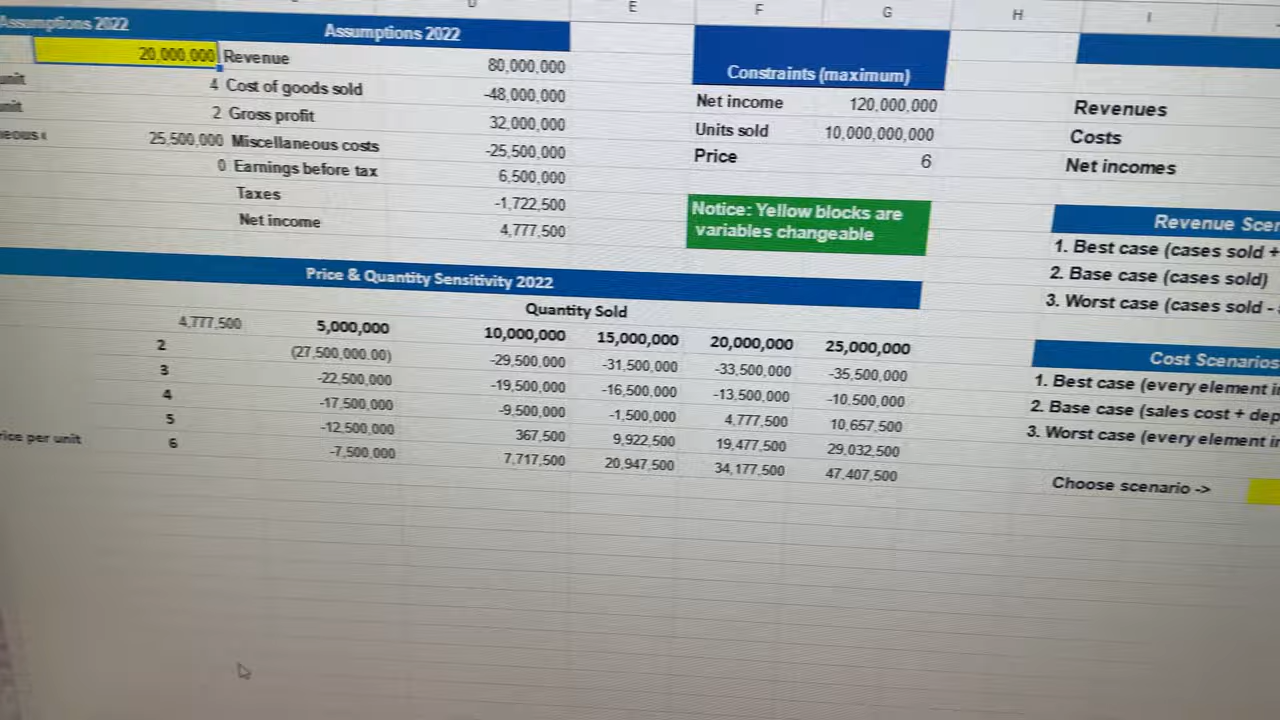 D E F G H I
Assumptions 2022 Assumptions 2022
20,000,000 Revenue 80,000,000 Constraints (maximum)
unit 4 Cost of goods sold -48,000,000 Net income 120,000,000 Revenues
unit 2 Gross profit 32,000,000 Units sold 10,000,000,000 Costs
25,500,000 Miscellaneous costs -25,500,000 Price 6 Net incomes
0 Earnings before tax 6,500,000
Taxes -1,722,500 Notice: Yellow blocks are
Net income 4,777,500 variables changeable
Revenue Scen
1. Best case (cases sold +
2. Base case (cases sold)
3. Worst case (cases sold -
Price & Quantity Sensitivity 2022
Quantity Sold
4,777,500 5,000,000 10,000,000 15,000,000 20,000,000 25,000,000
2 (27,500,000.00) -29,500,000 -31,500,000 -33,500,000 -35,500,000
3 -22,500,000 -19,500,000 -16,500,000 -13,500,000 -10,500,000
4 -17,500,000 -9,500,000 -1,500,000 4,777,500 10,657,500
5 -12,500,000 367,500 9,922,500 19,477,500 29,032,500
rice per unit 6 -7,500,000 7,717,500 20,947,500 34,177,500 47,407,500
Cost Scenarios
1. Best case (every element in
2. Base case (sales cost + dep
3. Worst case (every element in
Choose scenario ->